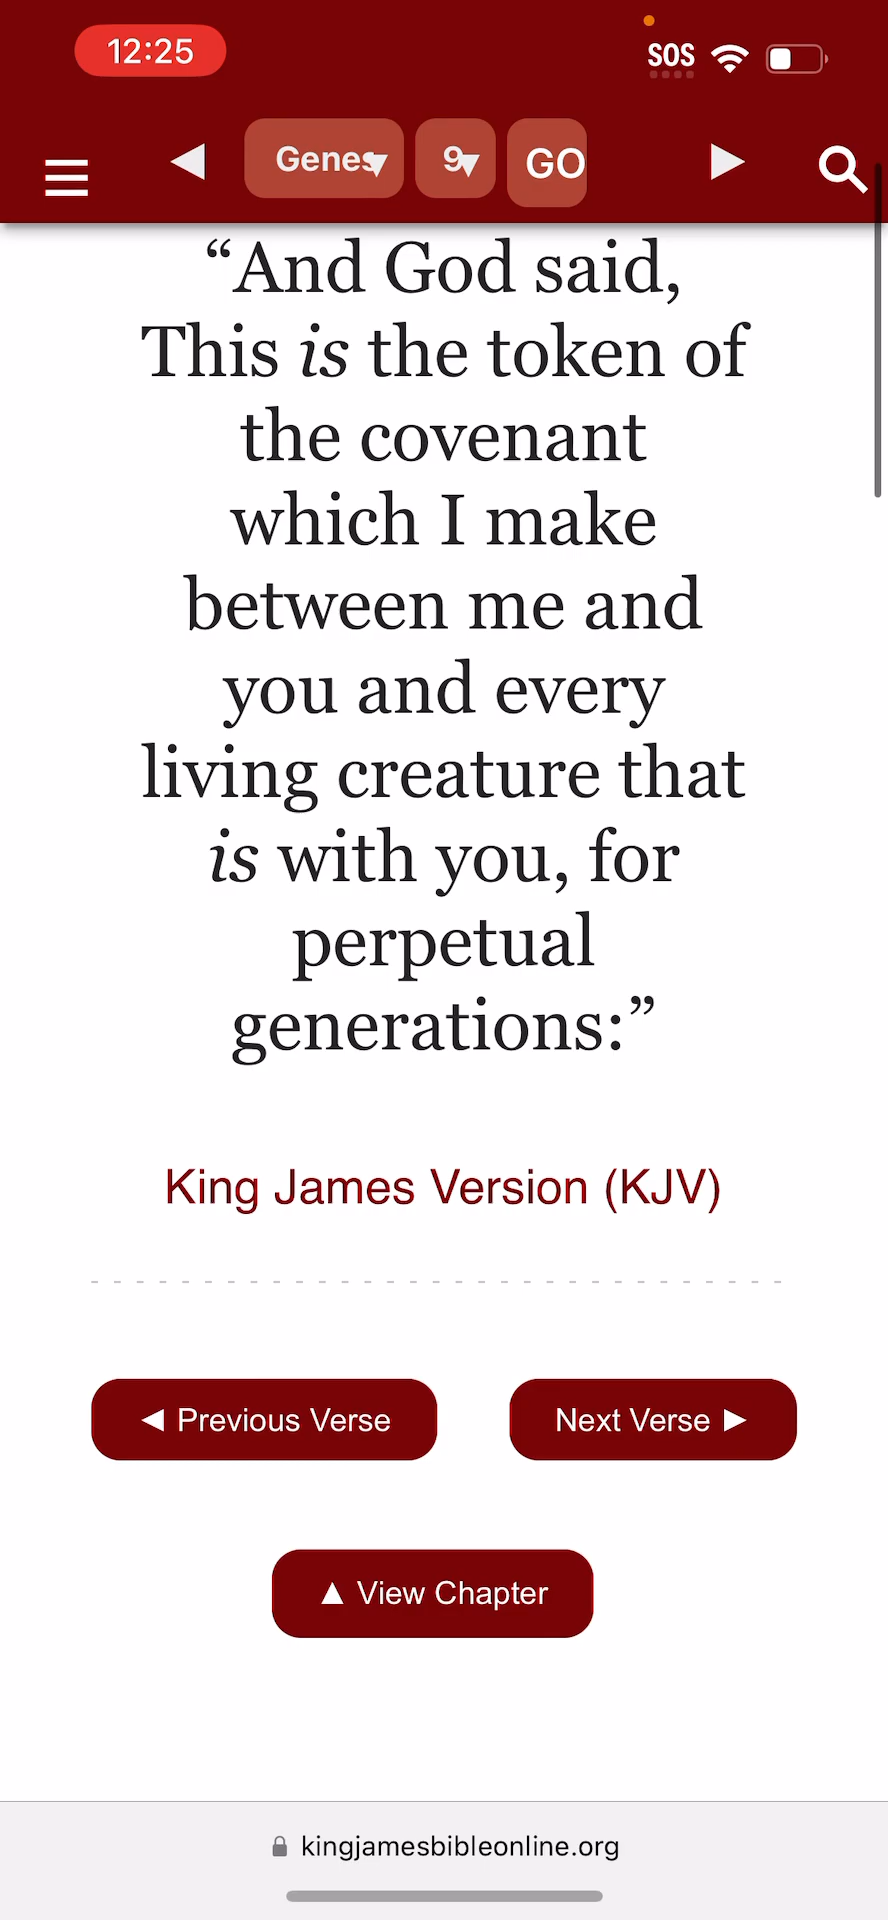 12:25
SOS
Genes
9
GO
“And God said,
This is the token of
the covenant
which I make
between me and
you and every
living creature that
is with you, for
perpetual
generations:”
King James Version (KJV)
◄ Previous Verse
Next Verse ►
▲ View Chapter
kingjamesbibleonline.org